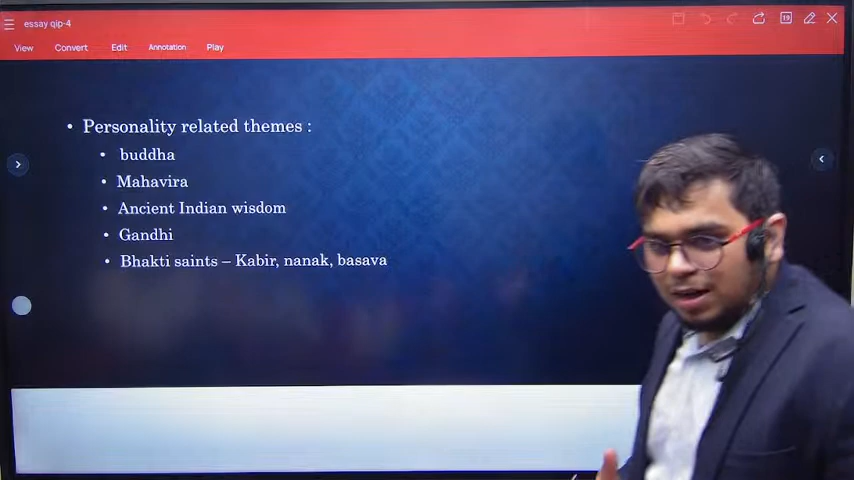 essay qip-4
View Convert Edit Annotation Play
• Personality related themes :
• buddha
• Mahavira
• Ancient Indian wisdom
• Gandhi
• Bhakti saints – Kabir, nanak, basava